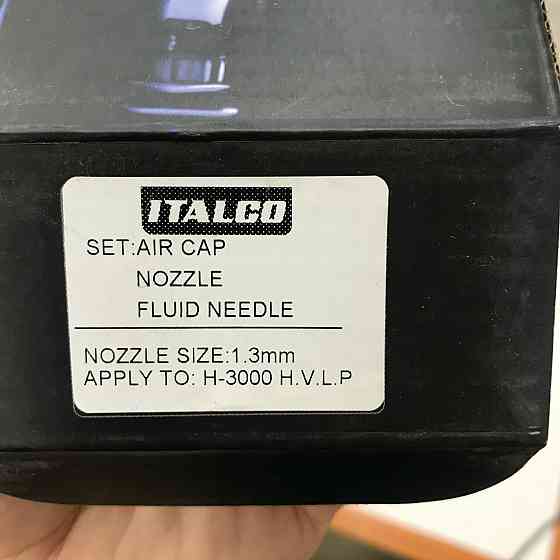 ITALCO
SET:AIR CAP
NOZZLE
FLUID NEEDLE
NOZZLE SIZE:1.3mm
APPLY TO: H-3000 H.V.L.P